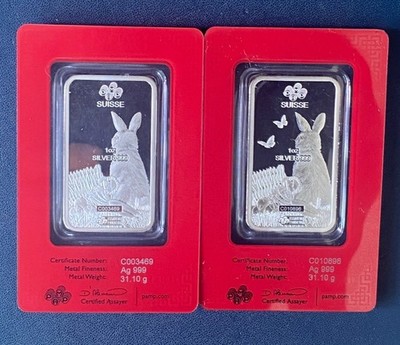 SUISSE
1oz
SILVER 999
C003469
Certificate Number: C003469
Metal Fineness: Ag 999
Metal Weight: 31.10 g
Certified Assayer
pamp.com
SUISSE
1oz
SILVER 999
C010896
Certificate Number: C010896
Metal Fineness: Ag 999
Metal Weight: 31.10 g
Certified Assayer
pamp.com